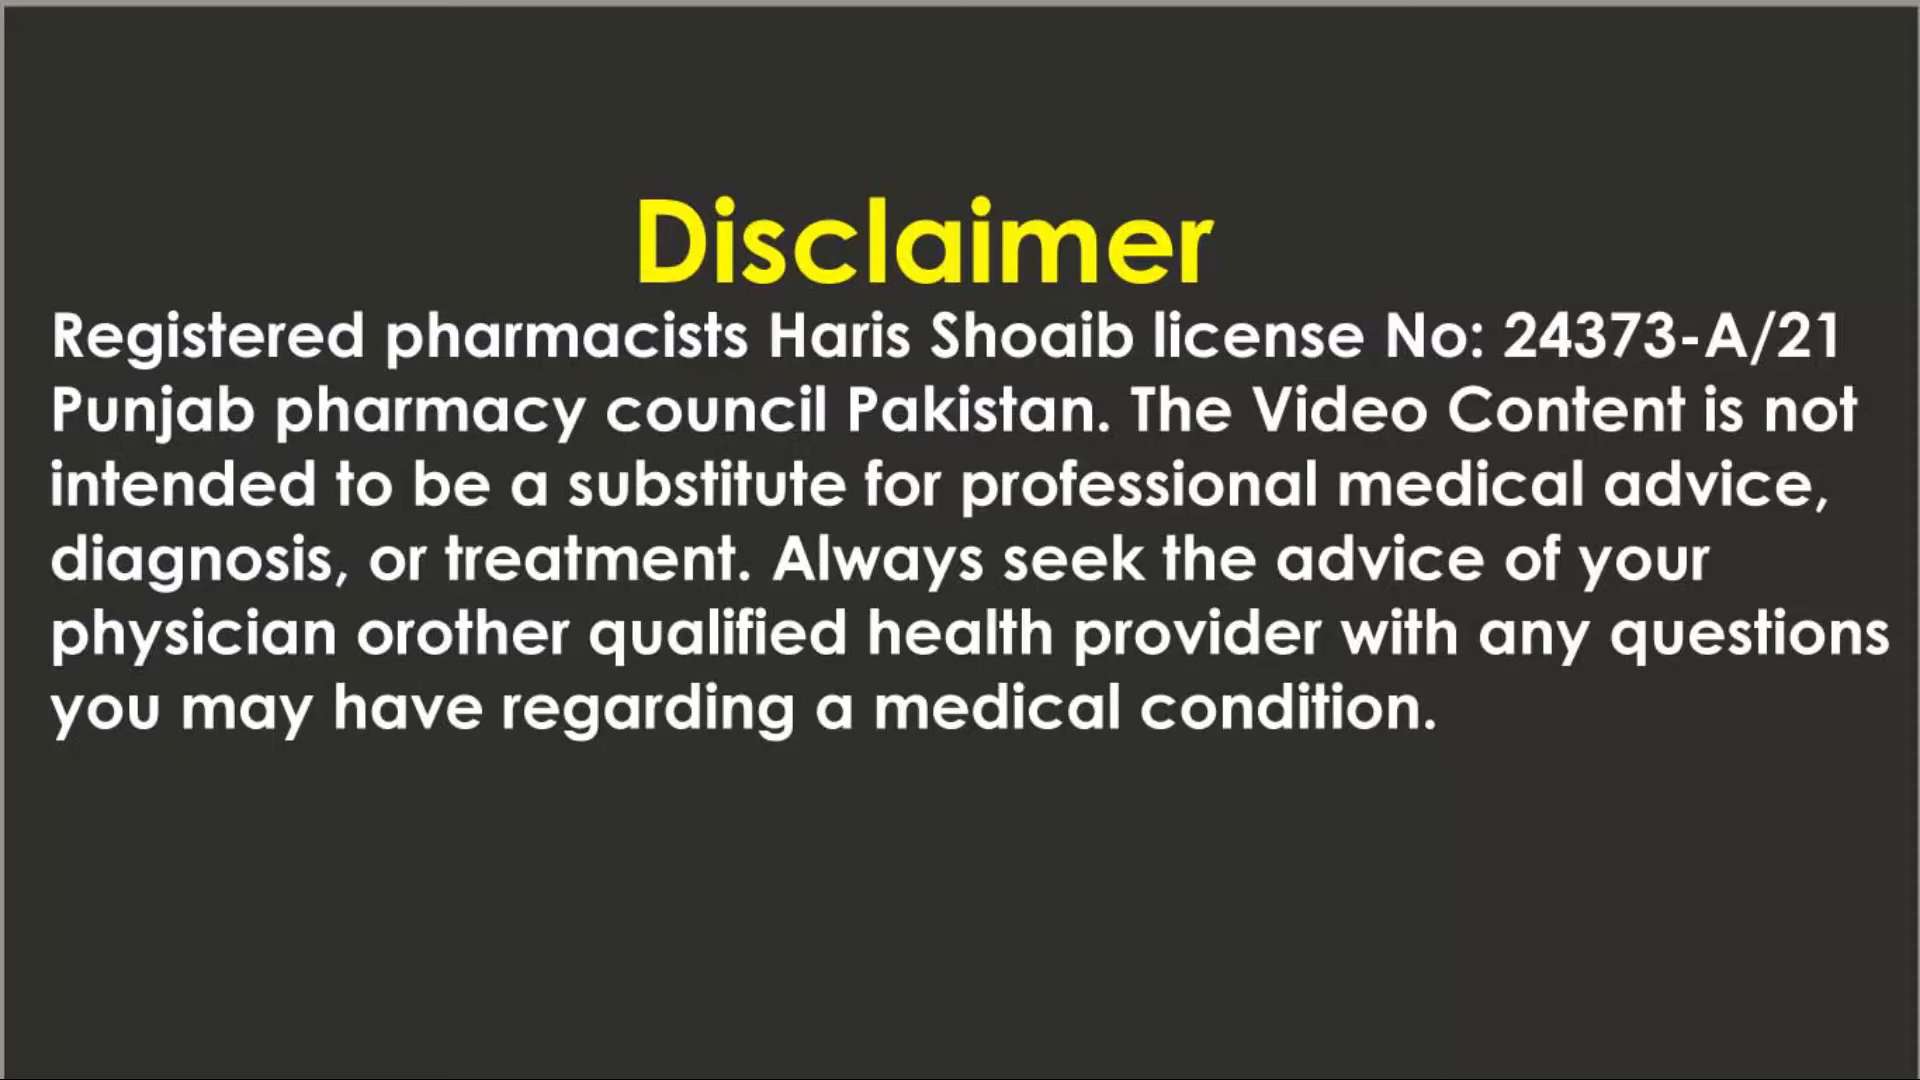 Disclaimer
Registered pharmacists Haris Shoaib license No: 24373-A/21
Punjab pharmacy council Pakistan. The Video Content is not
intended to be a substitute for professional medical advice,
diagnosis, or treatment. Always seek the advice of your
physician orother qualified health provider with any questions
you may have regarding a medical condition.